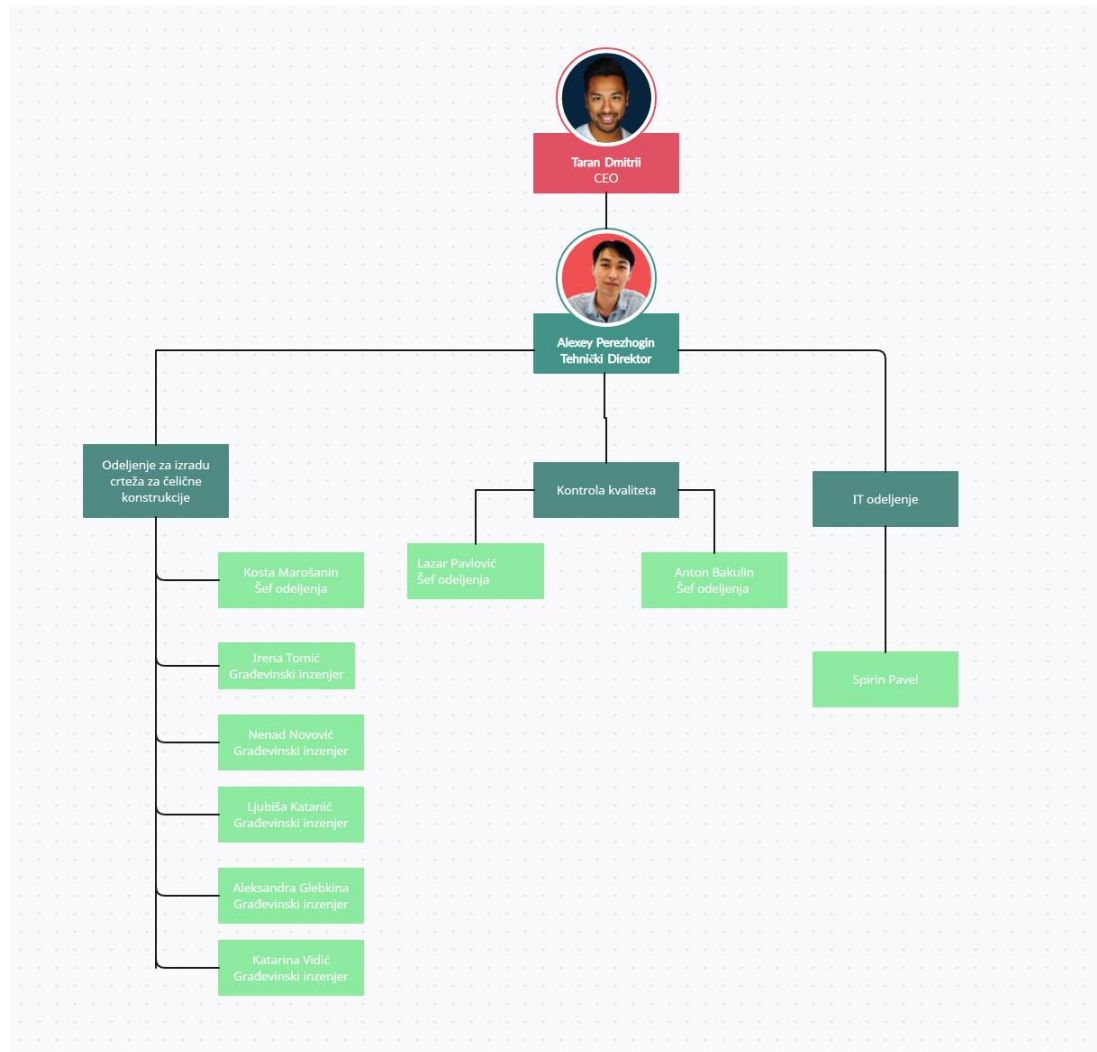 Taran Dmitrii
CEO
Alexey Perezhogin
Tehnički Direktor
Odeljenje za izradu
crteža za čelične
konstrukcije
Kontrola kvaliteta
IT odeljenje
Kosta Marošanin
Šef odeljenja
Lazar Pavlović
Šef odeljenja
Anton Bakulin
Šef odeljenja
Irena Tomić
Građevinski inzenjer
Spirin Pavel
Nenad Novović
Građevinski inzenjer
Ljubiša Katanić
Građevinski inzenjer
Aleksandra Glebkina
Građevinski inzenjer
Katarina Vidić
Građevinski inzenjer